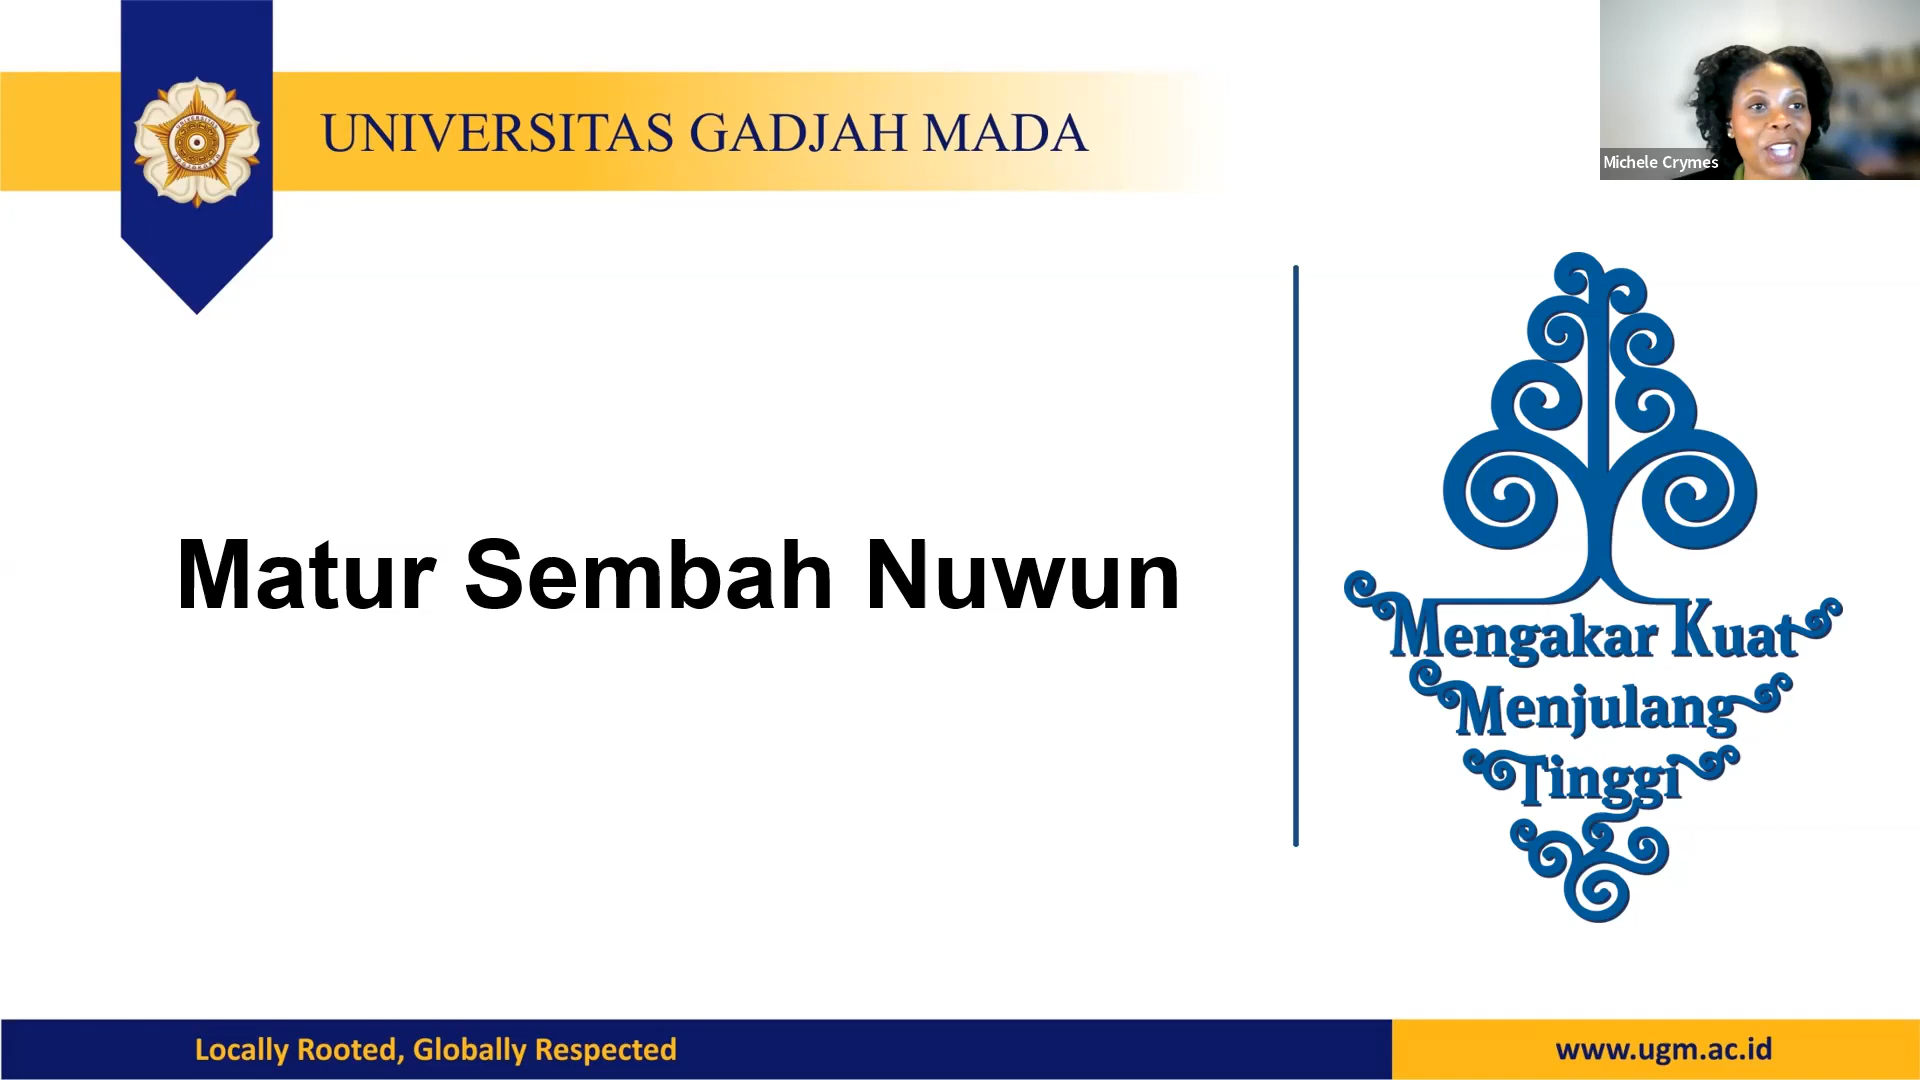 UNIVERSITAS GADJAH MADA
Michele Crymes
Matur Sembah Nuwun
Mengakar Kuat
Menjulang
Tinggi
Locally Rooted, Globally Respected
www.ugm.ac.id